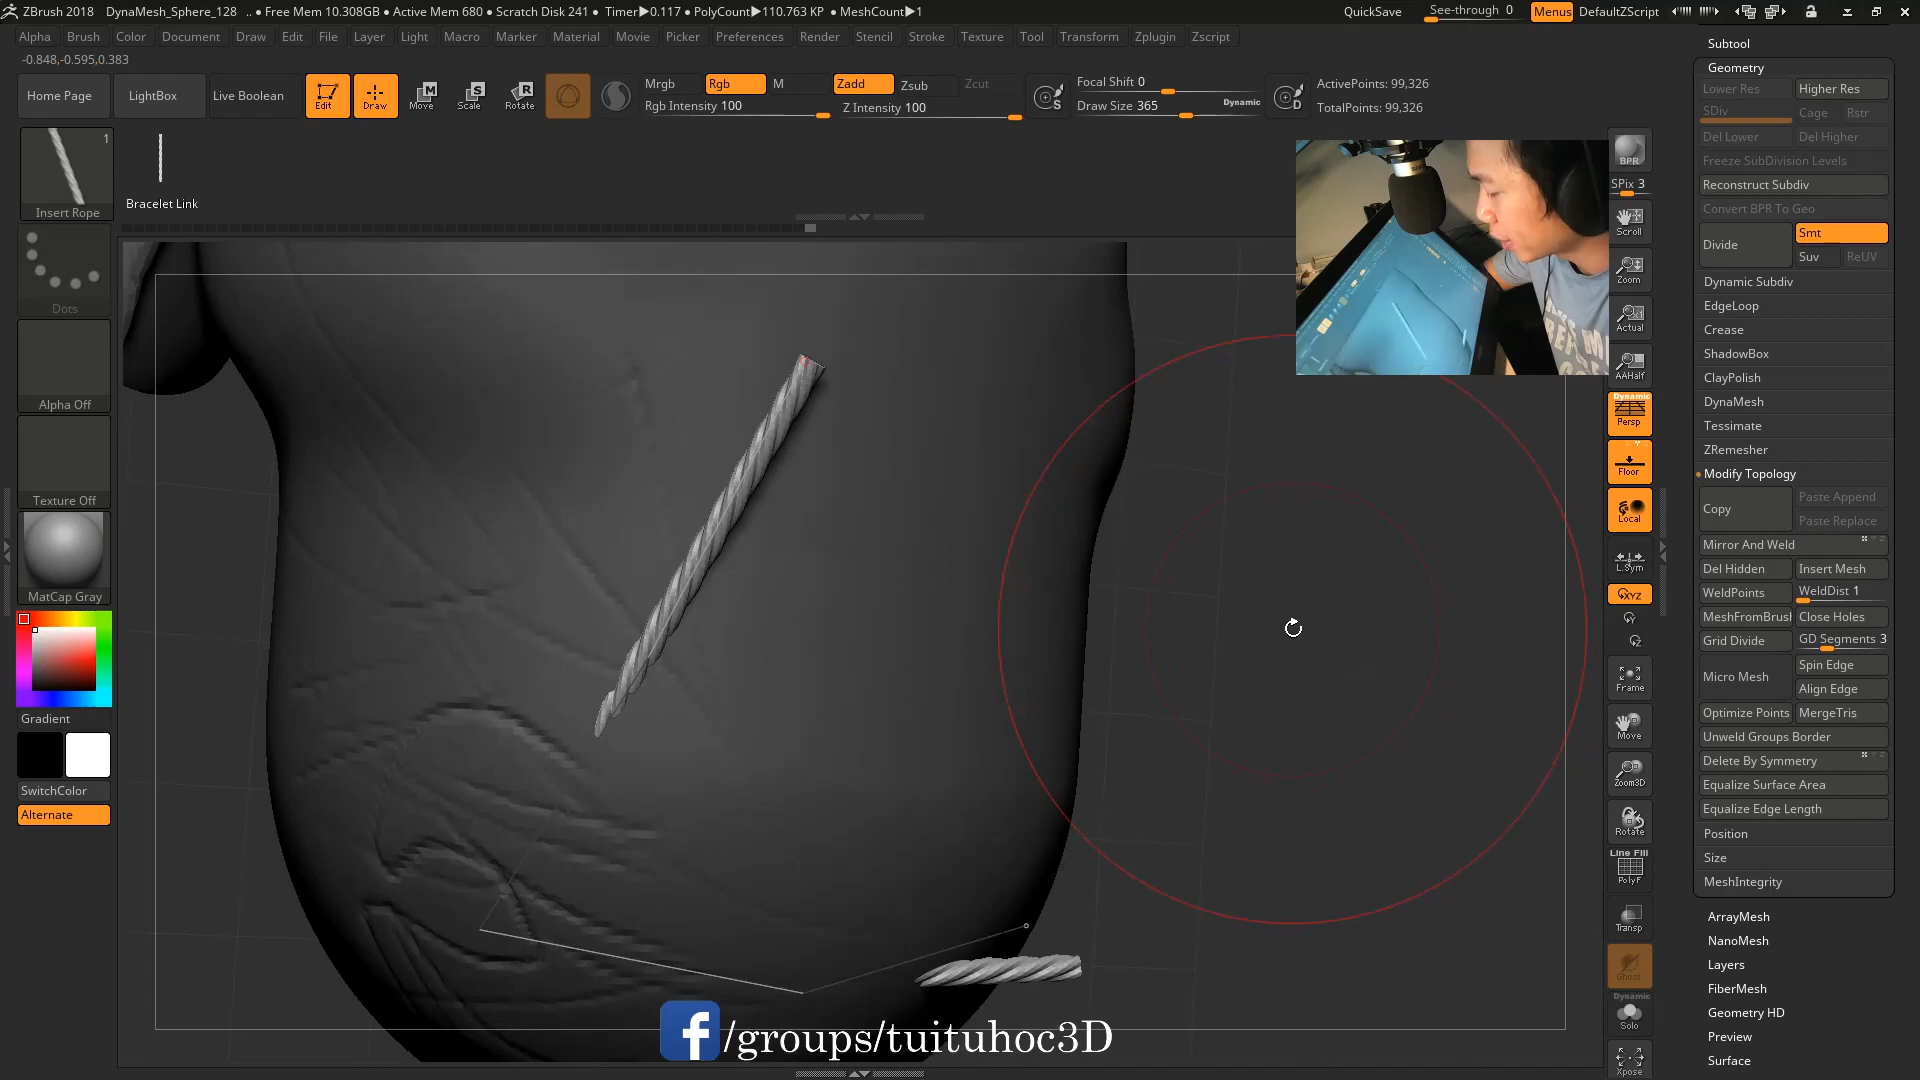 ZBrush 2018 DynaMesh_Sphere_128 .. • Free Mem 10.308GB • Active Mem 680 • Scratch Disk 241 • Timer▶0.117 • PolyCount▶110.763 KP • MeshCount▶1 QuickSave See-through 0 Menus DefaultZScript
Alpha Brush Color Document Draw Edit File Layer Light Macro Marker Material Movie Picker Preferences Render Stencil Stroke Texture Tool Transform Zplugin Zscript
-0.848,-0.595,0.383
Home Page LightBox Live Boolean Edit Draw Move Scale Rotate
Mrgb Rgb M Zadd Zsub Zcut
Rgb Intensity 100 Z Intensity 100
Focal Shift 0
Draw Size 365 Dynamic
ActivePoints: 99,326
TotalPoints: 99,326
1
Insert Rope
Bracelet Link
Dots
Alpha Off
Texture Off
MatCap Gray
Gradient
SwitchColor
Alternate
BPR
SPix 3
Scroll
Zoom
Actual
AAHalf
Dynamic
Persp
Floor
Local
L.Sym
XYZ
Frame
Move
Zoom3D
Rotate
Line Fill
PolyF
Transp
Ghost
Dynamic
Solo
Xpose
Subtool
Geometry
Lower Res Higher Res
SDiv Cage Rstr
Del Lower Del Higher
Freeze SubDivision Levels
Reconstruct Subdiv
Convert BPR To Geo
Divide Smt
Suv ReUV
Dynamic Subdiv
EdgeLoop
Crease
ShadowBox
ClayPolish
DynaMesh
Tessimate
ZRemesher
Modify Topology
Copy Paste Append
Paste Replace
Mirror And Weld
Del Hidden Insert Mesh
WeldPoints WeldDist 1
MeshFromBrusl Close Holes
Grid Divide GD Segments 3
Micro Mesh Spin Edge
Align Edge
Optimize Points MergeTris
Unweld Groups Border
Delete By Symmetry
Equalize Surface Area
Equalize Edge Length
Position
Size
MeshIntegrity
ArrayMesh
NanoMesh
Layers
FiberMesh
Geometry HD
Preview
Surface
f /groups/tuituhoc3D